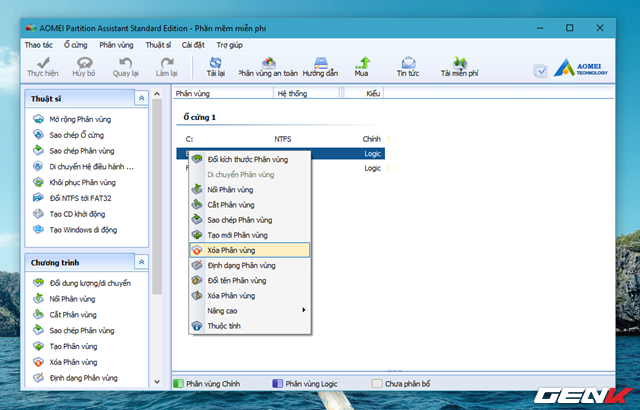 AOMEI Partition Assistant Standard Edition - Phần mềm miễn phí
Thao tác Ổ cứng Phân vùng Thuật sĩ Cài đặt Trợ giúp
Thực hiện Hủy bỏ Quay lại Làm lại Tải lại Phân vùng an toàn Hướng dẫn Mua Tin tức Tải miễn phí
AOMEI
TECHNOLOGY
Thuật sĩ
Mở rộng Phân vùng
Sao chép Ổ cứng
Sao chép Phân vùng
Di chuyển Hệ điều hành ...
Khôi phục Phân vùng
Đổi NTFS tới FAT32
Tạo CD khởi động
Tạo Windows di động
Chương trình
Đổi dung lượng/di chuyển
Nối Phân vùng
Cắt Phân vùng
Sao chép Phân vùng
Tạo Phân vùng
Xóa Phân vùng
Định dạng Phân vùng
Phân vùng Hệ thống Kiểu
Ổ cứng 1
C: NTFS Chính
Logic
F Logic
Đổi kích thước Phân vùng
Di chuyển Phân vùng
Nối Phân vùng
Cắt Phân vùng
Sao chép Phân vùng
Tạo mới Phân vùng
Xóa Phân vùng
Định dạng Phân vùng
Đổi tên Phân vùng
Xóa Phân vùng
Nâng cao
Thuộc tính
Phân vùng Chính Phân vùng Logic Chưa phân bổ
GENK